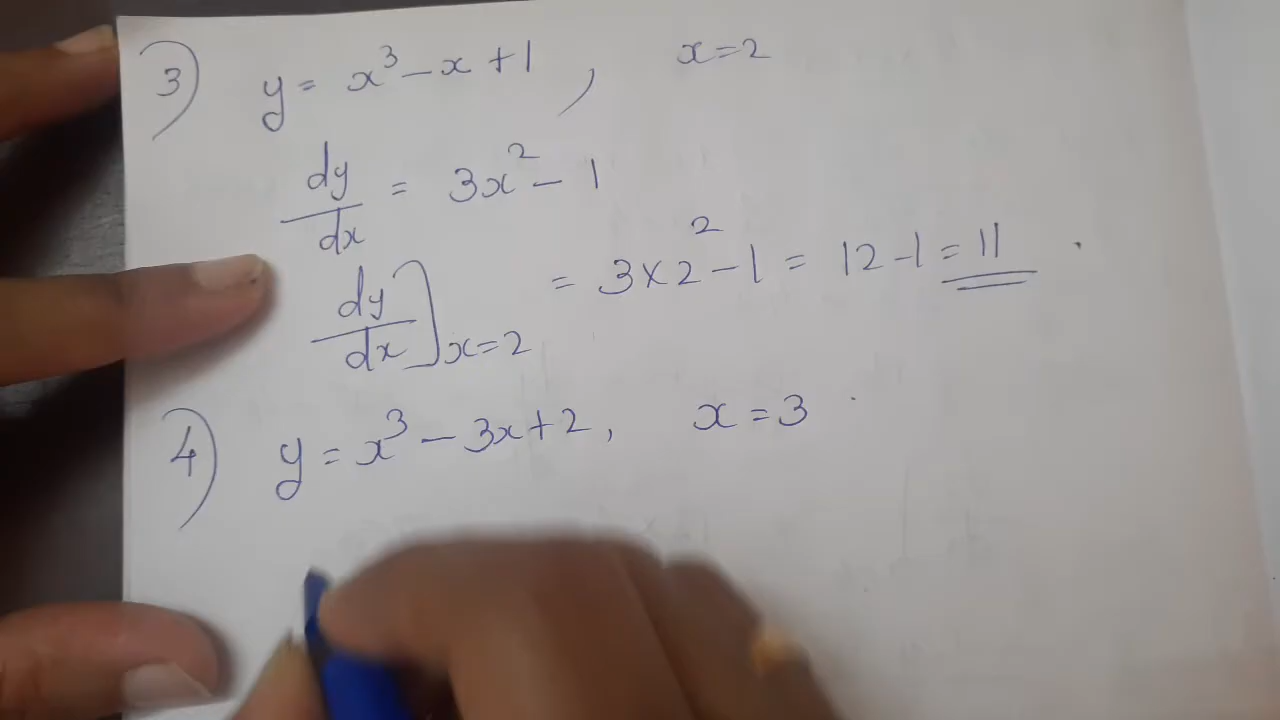 3) y = x³ - x + 1 , x = 2
dy/dx = 3x² - 1
dy/dx]x=2 = 3 × 2² - 1 = 12 - 1 = 11
4) y = x³ - 3x + 2 , x = 3